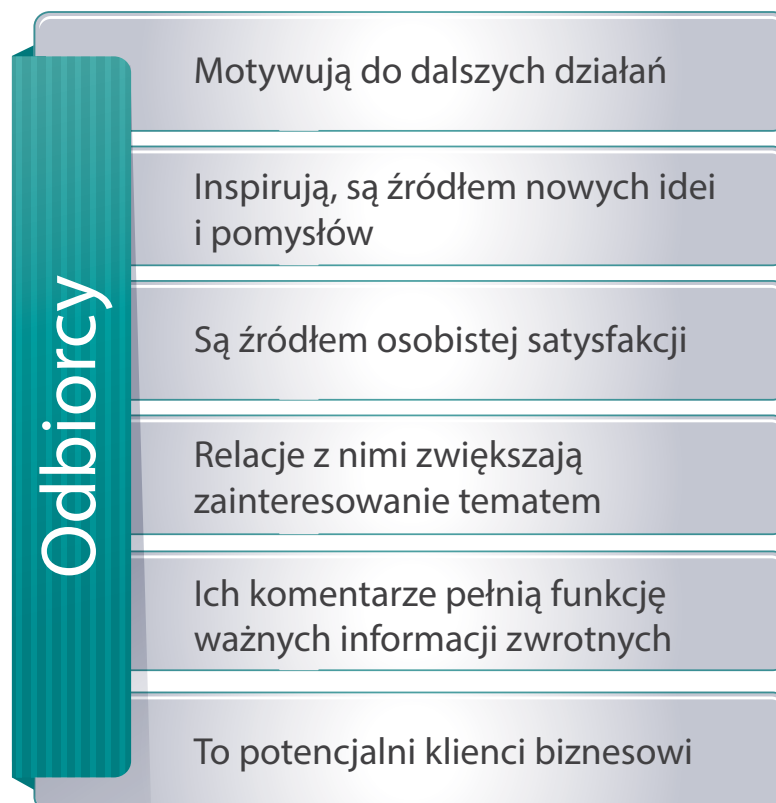 Odbiorcy
Motywują do dalszych działań
Inspirują, są źródłem nowych idei
i pomysłów
Są źródłem osobistej satysfakcji
Relacje z nimi zwiększają
zainteresowanie tematem
Ich komentarze pełnią funkcję
ważnych informacji zwrotnych
To potencjalni klienci biznesowi